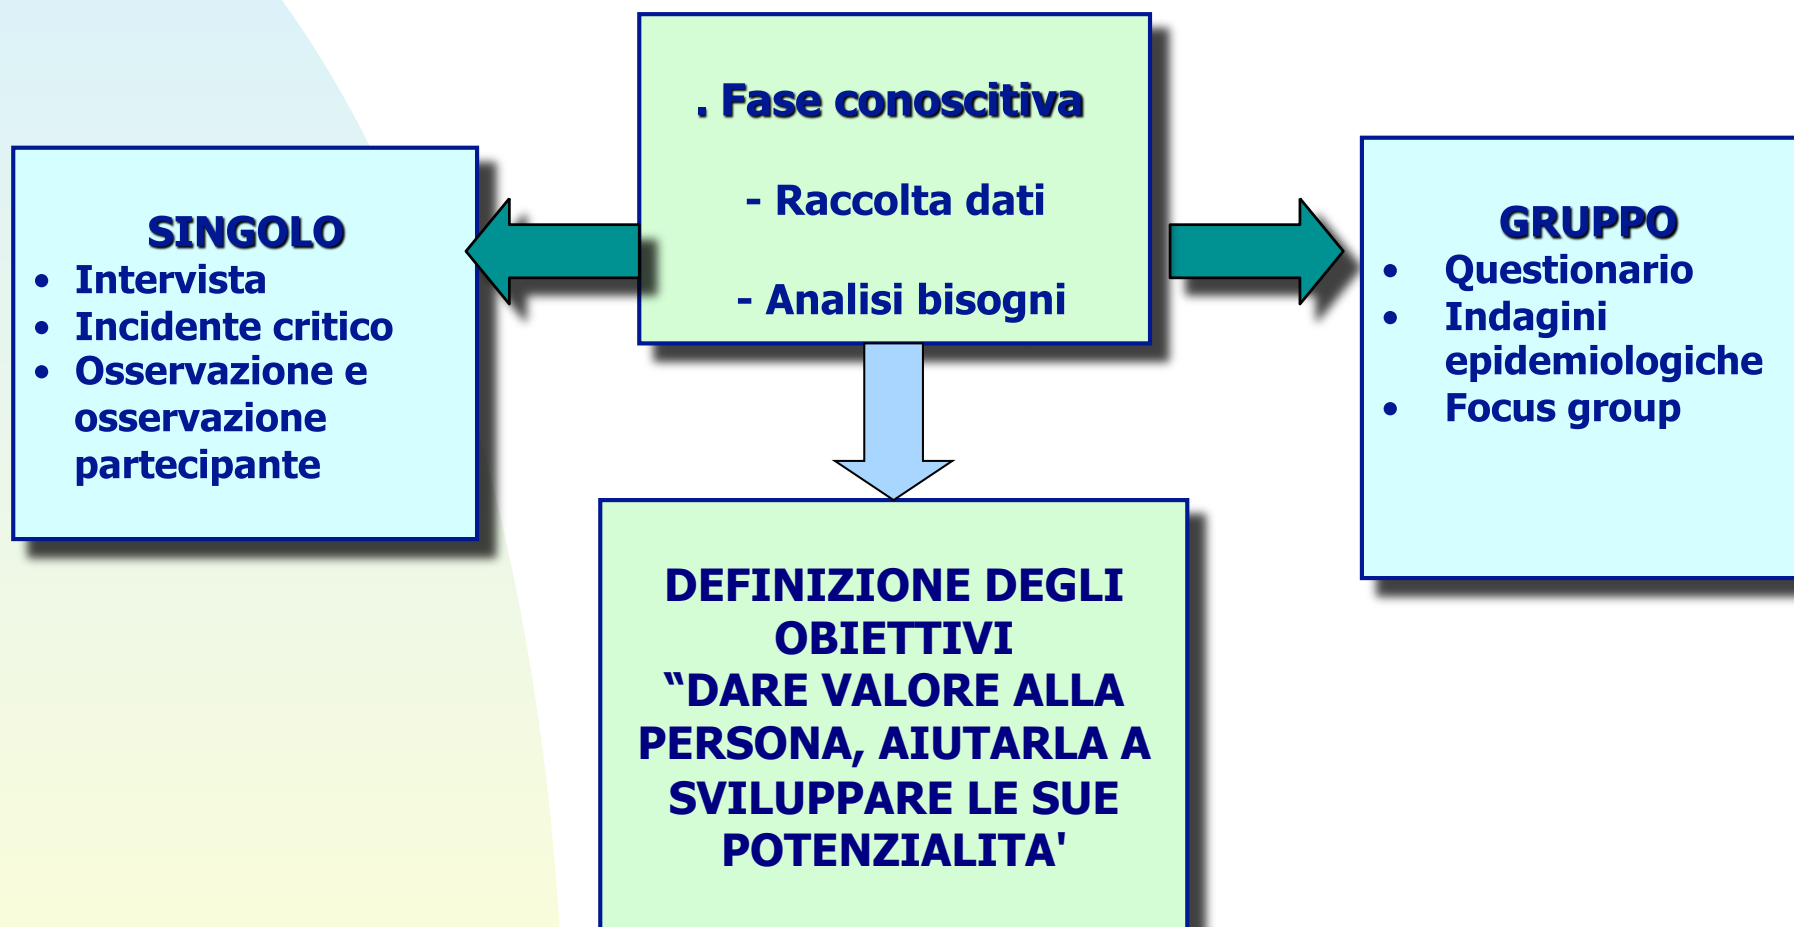 . Fase conoscitiva
- Raccolta dati
- Analisi bisogni
SINGOLO
• Intervista
• Incidente critico
• Osservazione e
osservazione
partecipante
GRUPPO
• Questionario
• Indagini
epidemiologiche
• Focus group
DEFINIZIONE DEGLI
OBIETTIVI
“DARE VALORE ALLA
PERSONA, AIUTARLA A
SVILUPPARE LE SUE
POTENZIALITA'